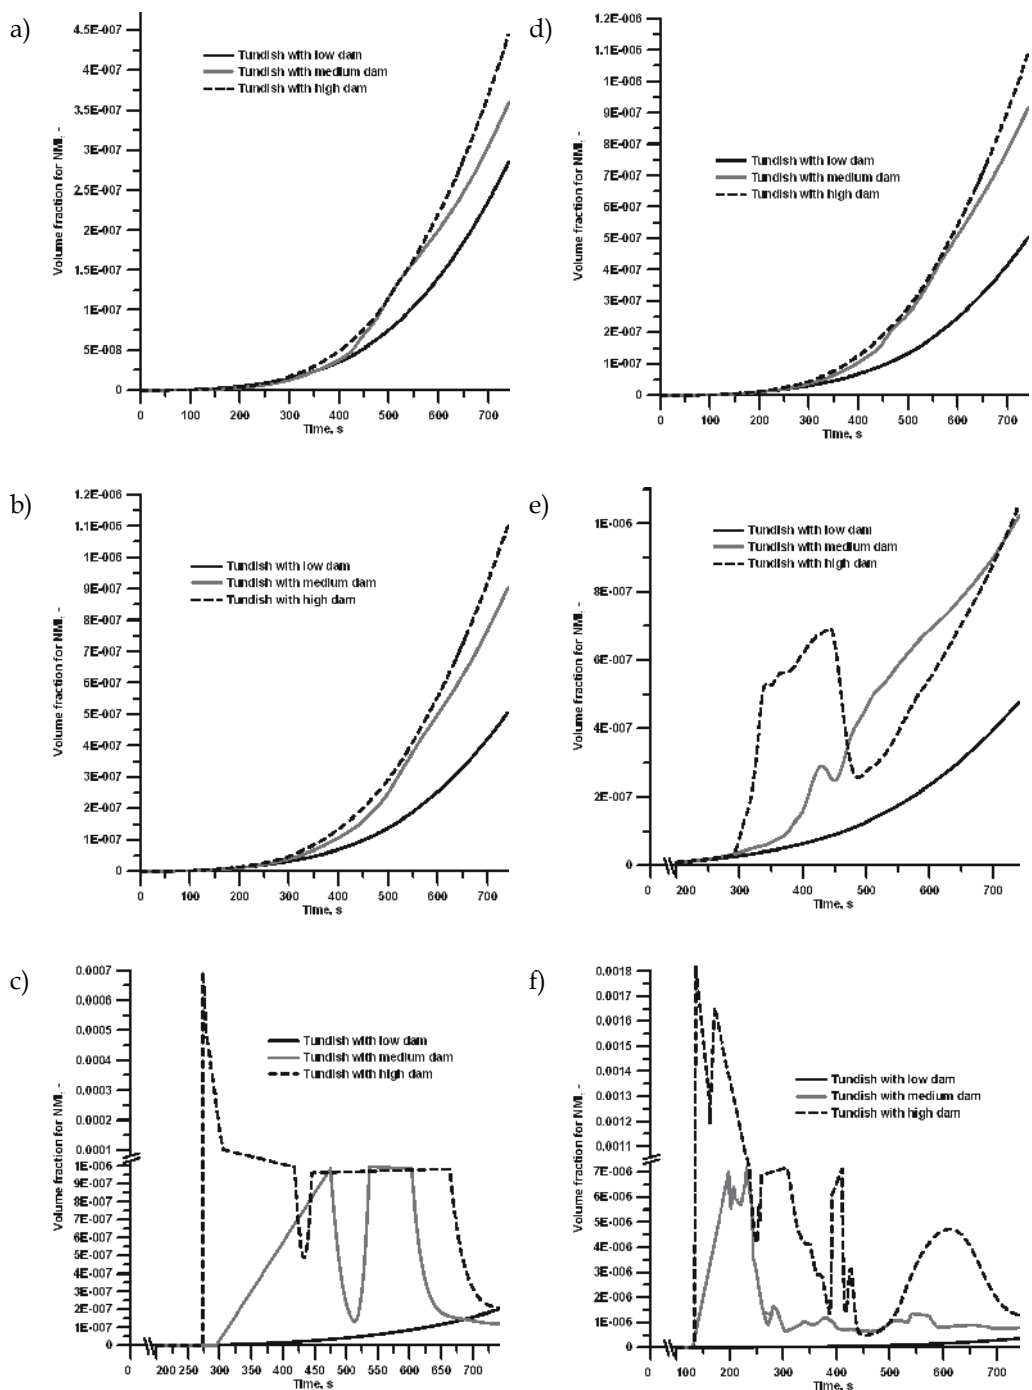 a)
4.5E-007
4E-007
3.5E-007
3E-007
2.5E-007
2E-007
1.5E-007
1E-007
5E-008
0
Volume fraction for NMI, -
Tundish with low dam
Tundish with medium dam
Tundish with high dam
0 100 200 300 400 500 600 700
Time, s
d)
1.2E-006
1.1E-006
1E-006
9E-007
8E-007
7E-007
6E-007
5E-007
4E-007
3E-007
2E-007
1E-007
0
Volume fraction for NMI, -
Tundish with low dam
Tundish with medium dam
Tundish with high dam
0 100 200 300 400 500 600 700
Time, s
b)
1.2E-006
1.1E-006
1E-006
9E-007
8E-007
7E-007
6E-007
5E-007
4E-007
3E-007
2E-007
1E-007
0
Volume fraction for NMI, -
Tundish with low dam
Tundish with medium dam
Tundish with high dam
0 100 200 300 400 500 600 700
Time, s
e)
1E-006
8E-007
6E-007
4E-007
2E-007
0
Volume fraction for NMI, -
Tundish with low dam
Tundish with medium dam
Tundish with high dam
0 200 300 400 500 600 700
Time, s
c)
0.0007
0.0006
0.0005
0.0004
0.0003
0.0002
0.0001
1E-006
9E-007
8E-007
7E-007
6E-007
5E-007
4E-007
3E-007
2E-007
1E-007
0
Volume fraction for NMI, -
Tundish with low dam
Tundish with medium dam
Tundish with high dam
0 200 250 300 350 400 450 500 550 600 650 700
Time, s
f)
0.0018
0.0017
0.0016
0.0015
0.0014
0.0013
0.0012
0.0011
7E-006
6E-006
5E-006
4E-006
3E-006
2E-006
1E-006
0
Volume fraction for NMI, -
Tundish with low dam
Tundish with medium dam
Tundish with high dam
0 100 200 300 400 500 600 700
Time, s